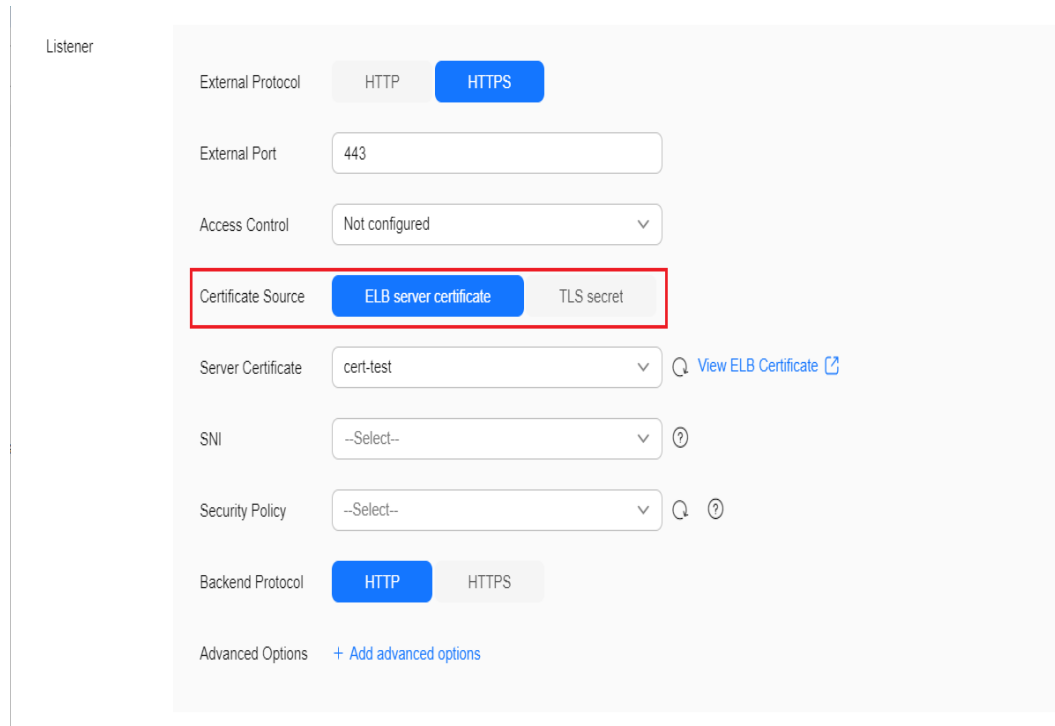 Listener
External Protocol HTTP HTTPS
External Port 443
Access Control Not configured
Certificate Source ELB server certificate TLS secret
Server Certificate cert-test View ELB Certificate
SNI --Select-- ?
Security Policy --Select-- ?
Backend Protocol HTTP HTTPS
Advanced Options + Add advanced options